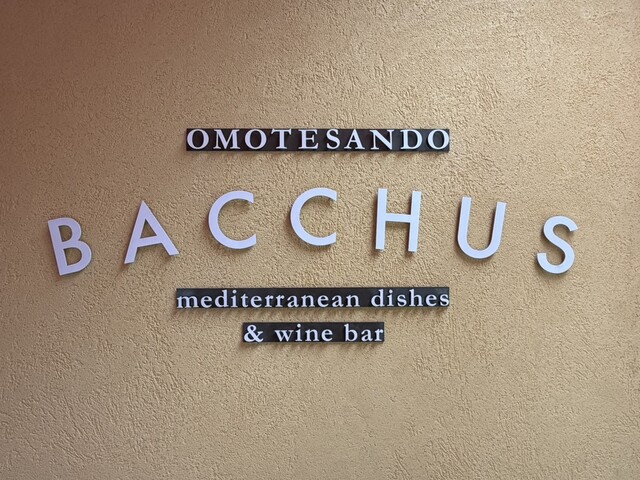 OMOTESANDO
BACCHUS
mediterranean dishes
& wine bar